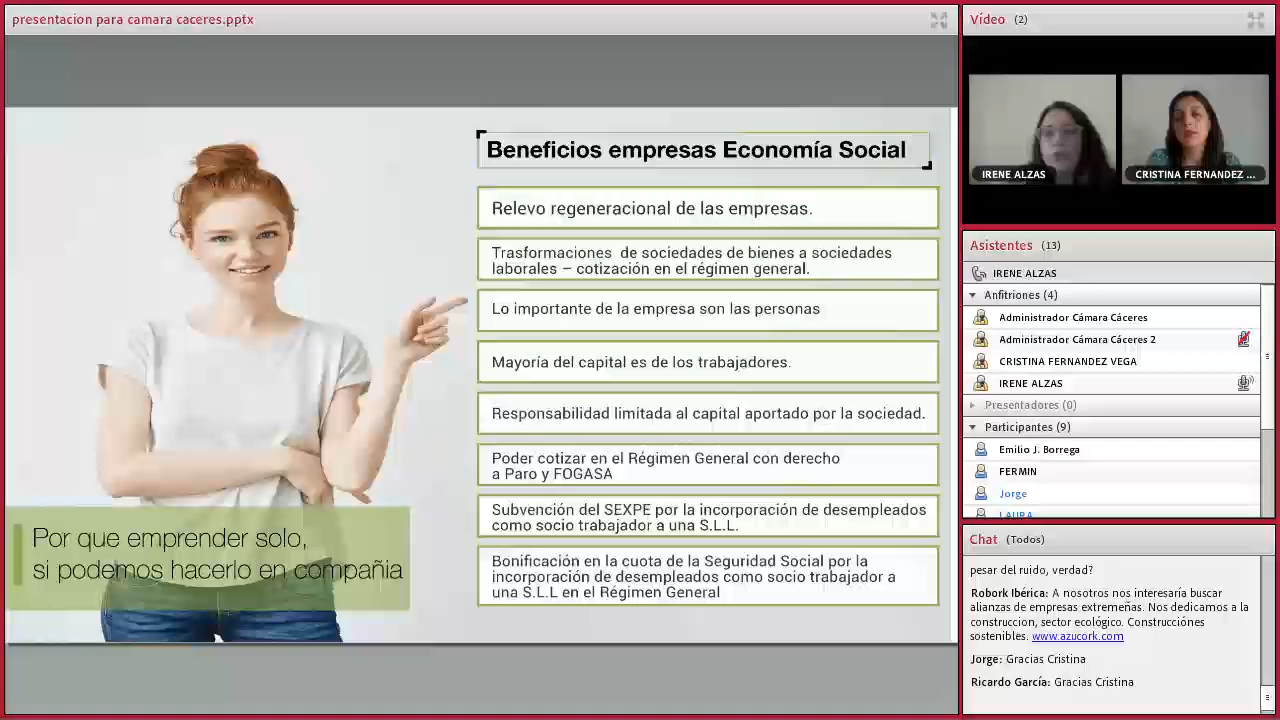 presentacion para camara caceres.pptx
Beneficios empresas Economía Social
Relevo regeneracional de las empresas.
Trasformaciones de sociedades de bienes a sociedades
laborales – cotización en el régimen general.
Lo importante de la empresa son las personas
Mayoría del capital es de los trabajadores.
Responsabilidad limitada al capital aportado por la sociedad.
Poder cotizar en el Régimen General con derecho
a Paro y FOGASA
Subvención del SEXPE por la incorporación de desempleados
como socio trabajador a una S.L.L.
Bonificación en la cuota de la Seguridad Social por la
incorporación de desempleados como socio trabajador a
una S.L.L en el Régimen General
Por que emprender solo,
si podemos hacerlo en compañia
Vídeo (2)
IRENE ALZAS
CRISTINA FERNANDEZ ...
Asistentes (13)
IRENE ALZAS
Anfitriones (4)
Administrador Cámara Cáceres
Administrador Cámara Cáceres 2
CRISTINA FERNANDEZ VEGA
IRENE ALZAS
Presentadores (0)
Participantes (9)
Emilio J. Borrega
FERMIN
Jorge
LAURA
Chat (Todos)
pesar del ruido, verdad?
Robork Ibérica: A nosotros nos interesaría buscar
alianzas de empresas extremeñas. Nos dedicamos a la
construccion, sector ecológico. Construcciónes
sostenibles. www.azucork.com
Jorge: Gracias Cristina
Ricardo García: Gracias Cristina